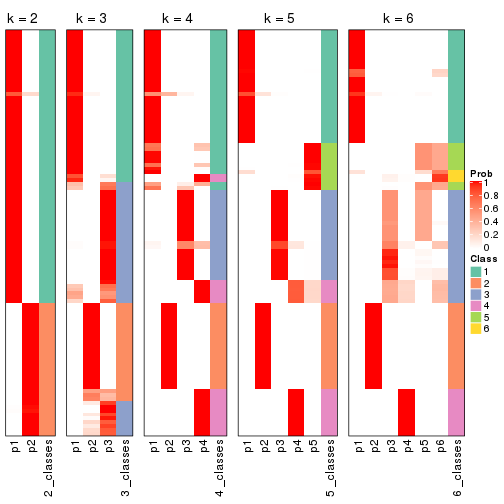 k = 2
k = 3
k = 4
k = 5
k = 6
p1
p2
2_classes
p1
p2
p3
3_classes
p1
p2
p3
p4
4_classes
p1
p2
p3
p4
p5
5_classes
p1
p2
p3
p4
p5
p6
6_classes
Prob
1
0.8
0.6
0.4
0.2
0
Class
1
2
3
4
5
6